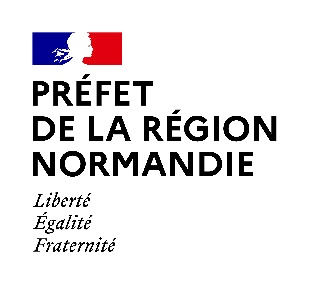 PRÉFET
DE LA RÉGION
NORMANDIE
Liberté
Égalité
Fraternité